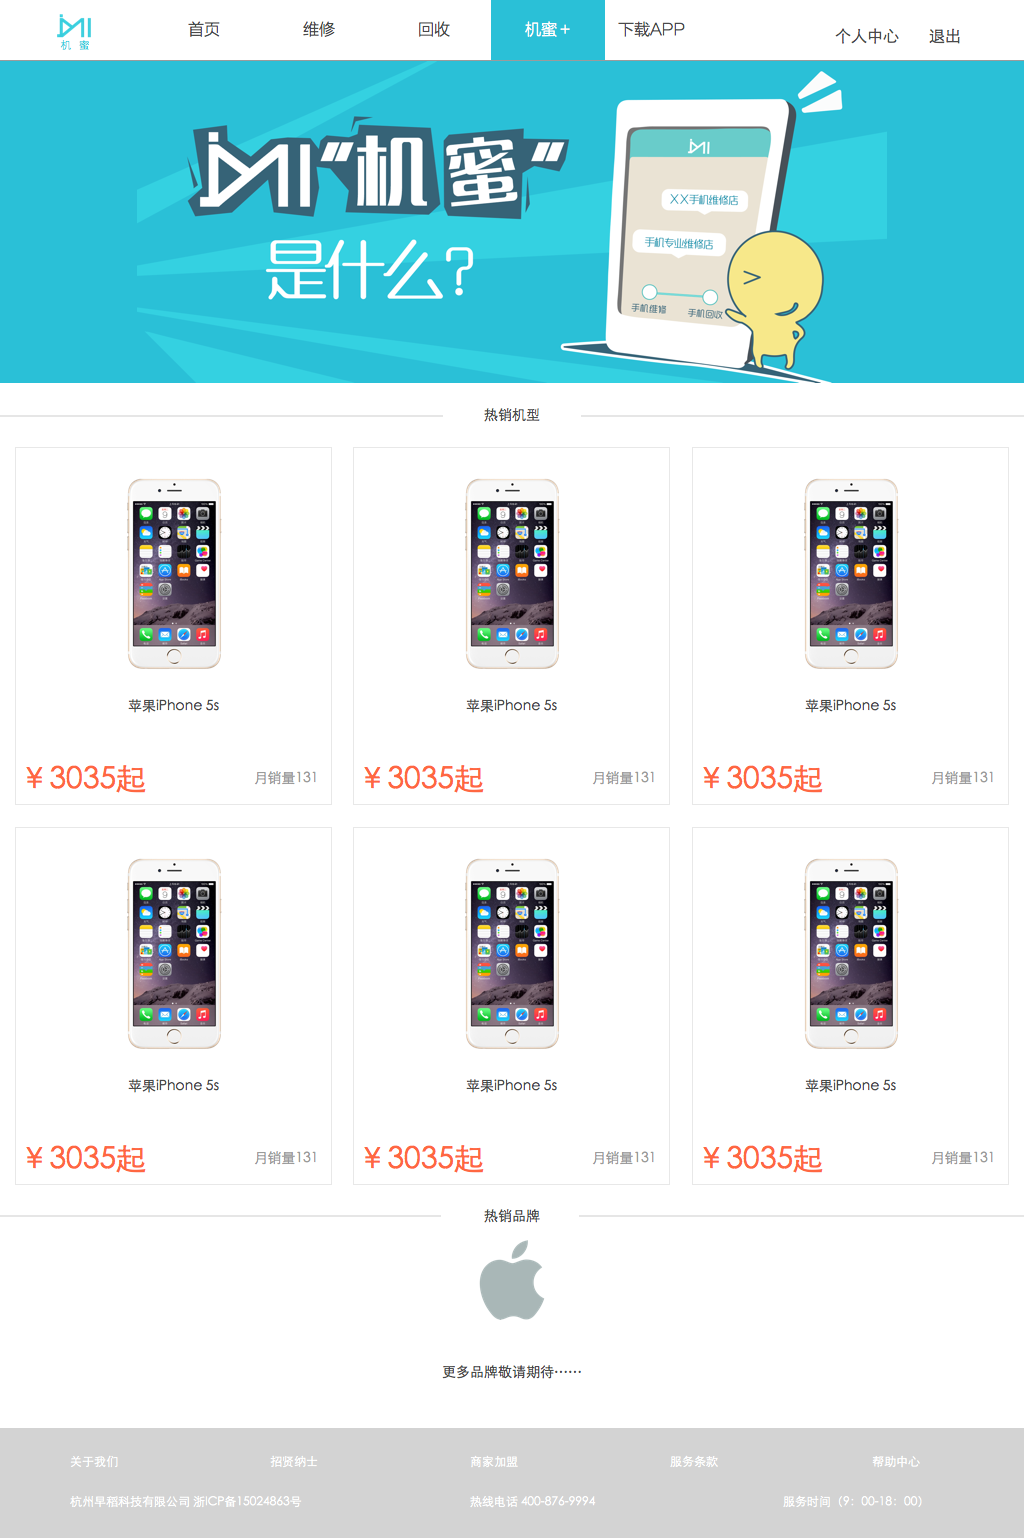 机蜜
首页 维修 回收 机蜜+ 下载APP 个人中心 退出
iMI“机蜜“
是什么?
iMI
XX手机维修店
手机专业维修店
手机维修 手机回收
热销机型
苹果iPhone 5s 苹果iPhone 5s 苹果iPhone 5s
¥ 3035起 月销量131 ¥ 3035起 月销量131 ¥ 3035起 月销量131
苹果iPhone 5s 苹果iPhone 5s 苹果iPhone 5s
¥ 3035起 月销量131 ¥ 3035起 月销量131 ¥ 3035起 月销量131
热销品牌
更多品牌敬请期待……
关于我们 招贤纳士 商家加盟 服务条款 帮助中心
杭州早稻科技有限公司 浙ICP备15024863号 热线电话 400-876-9994 服务时间（9：00-18：00）